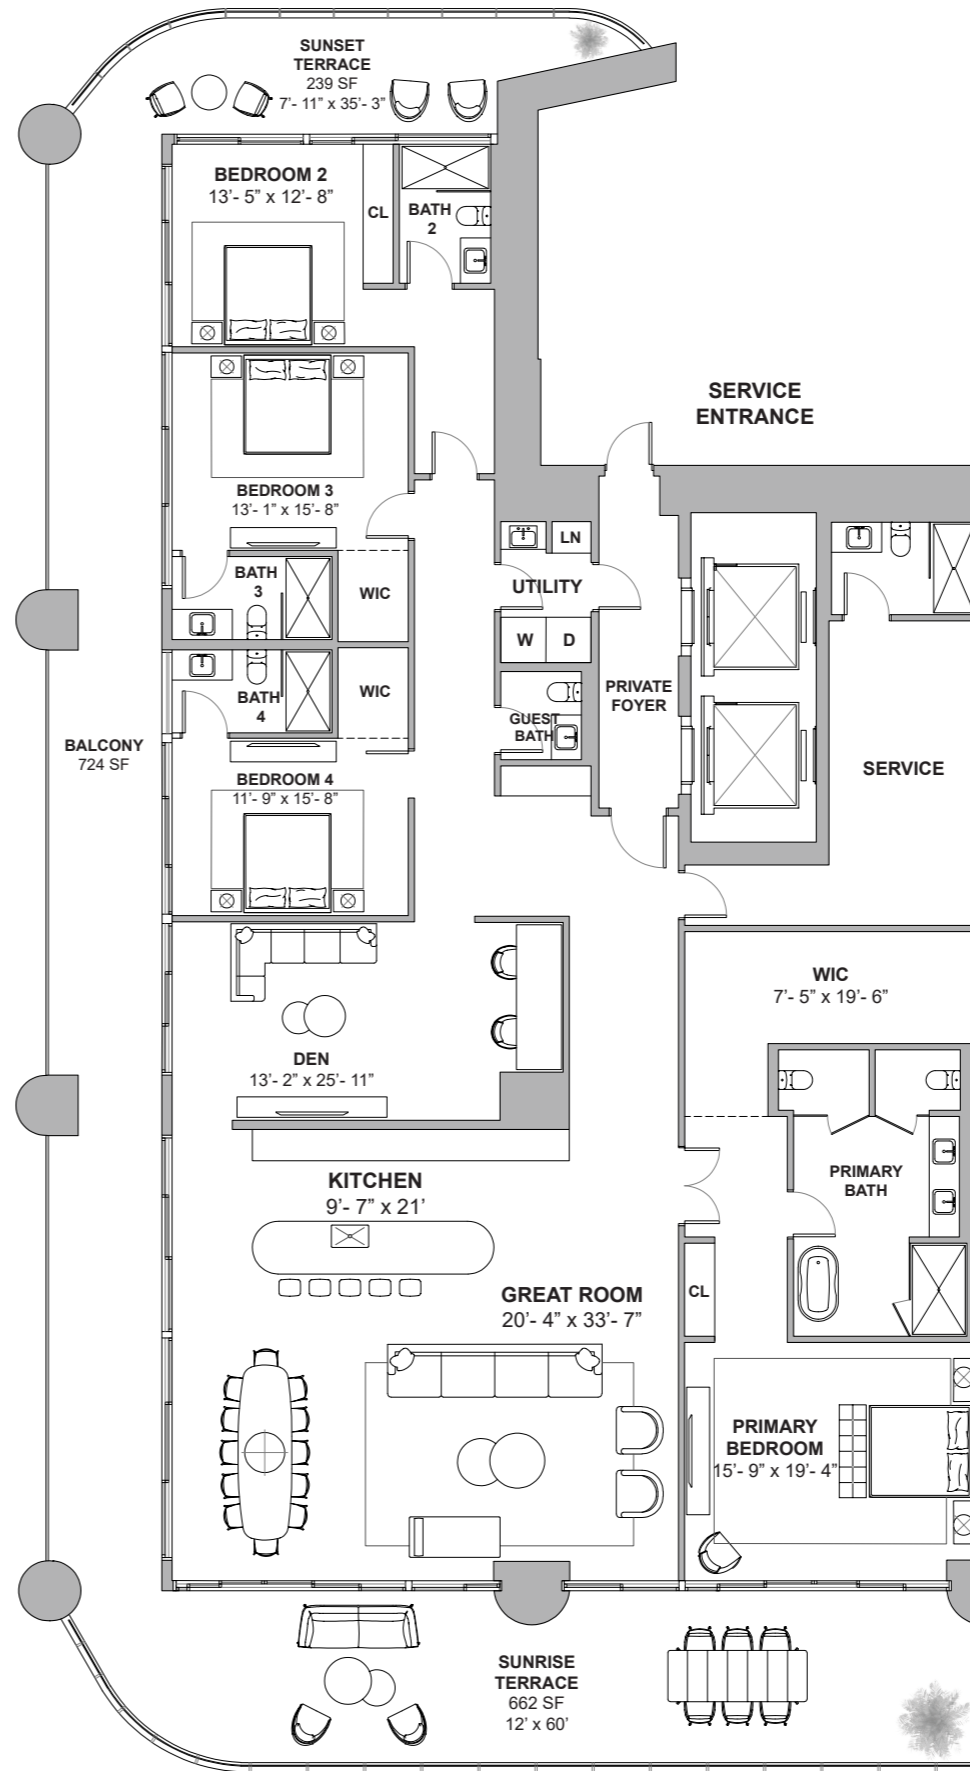 SUNSET
TERRACE
239 SF
7’- 11” x 35’- 3”
BEDROOM 2
13’- 5” x 12’- 8”
CL
BATH
2
SERVICE
ENTRANCE
BEDROOM 3
13’- 1” x 15’- 8”
LN
BATH
3
WIC
UTILITY
W
D
WIC
BATH
4
PRIVATE
FOYER
GUEST
BATH
BALCONY
724 SF
SERVICE
BEDROOM 4
11’- 9” x 15’- 8”
WIC
7’- 5” x 19’- 6”
DEN
13’- 2” x 25’- 11”
KITCHEN
9’- 7” x 21’
PRIMARY
BATH
GREAT ROOM
20’- 4” x 33’- 7”
CL
PRIMARY
BEDROOM
15’- 9” x 19’- 4”
SUNRISE
TERRACE
662 SF
12’ x 60’